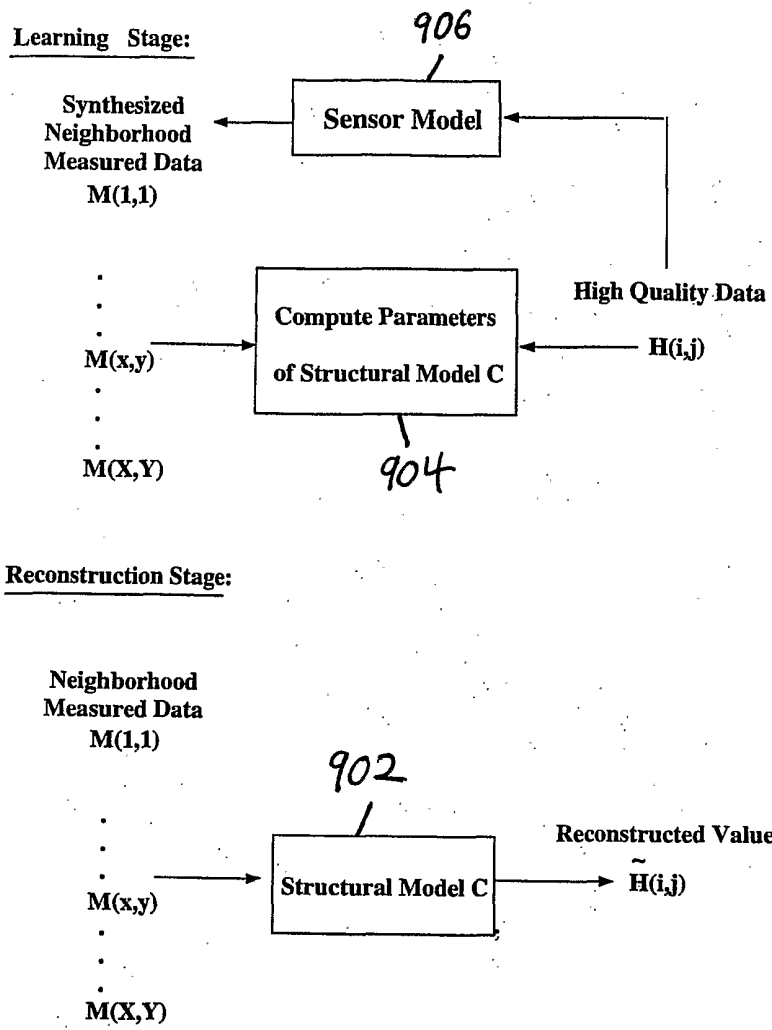 Learning Stage:
906
Synthesized
Neighborhood
Measured Data
M(1,1)
Sensor Model
High Quality Data
H(i,j)
.
.
.
M(x,y)
.
.
.
M(X,Y)
Compute Parameters
of Structural Model C
904
Reconstruction Stage:
Neighborhood
Measured Data
M(1,1)
902
.
.
.
M(x,y)
.
.
.
M(X,Y)
Structural Model C
Reconstructed Value
H̃(i,j)